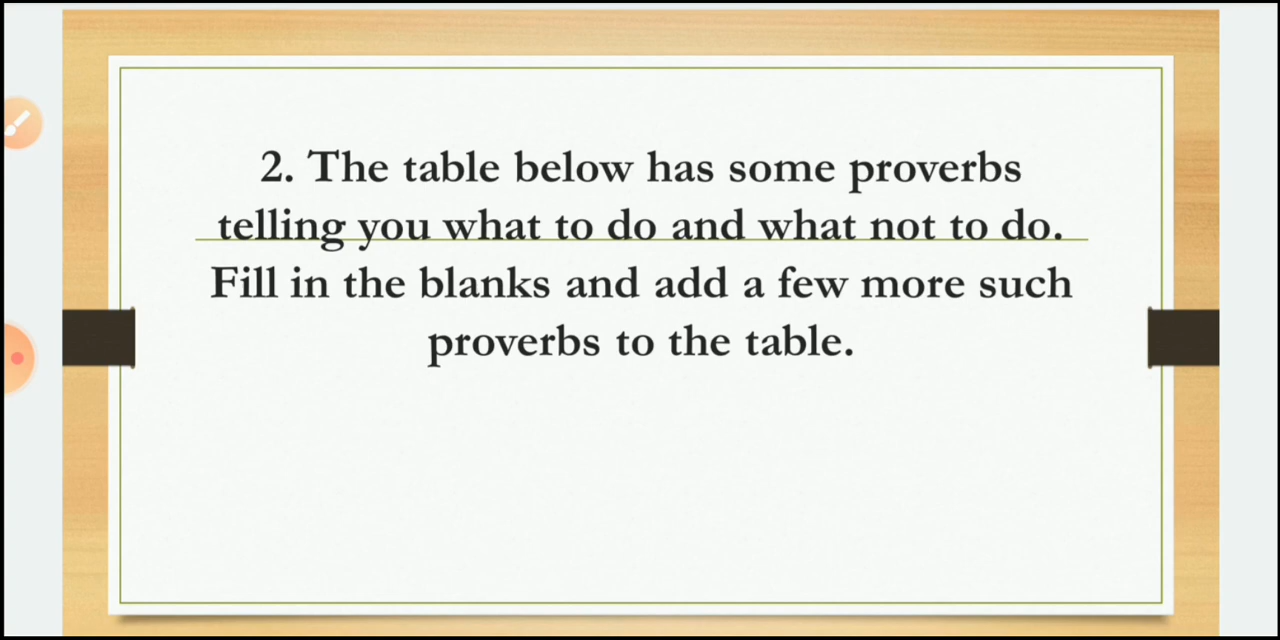 2. The table below has some proverbs
telling you what to do and what not to do.
Fill in the blanks and add a few more such
proverbs to the table.